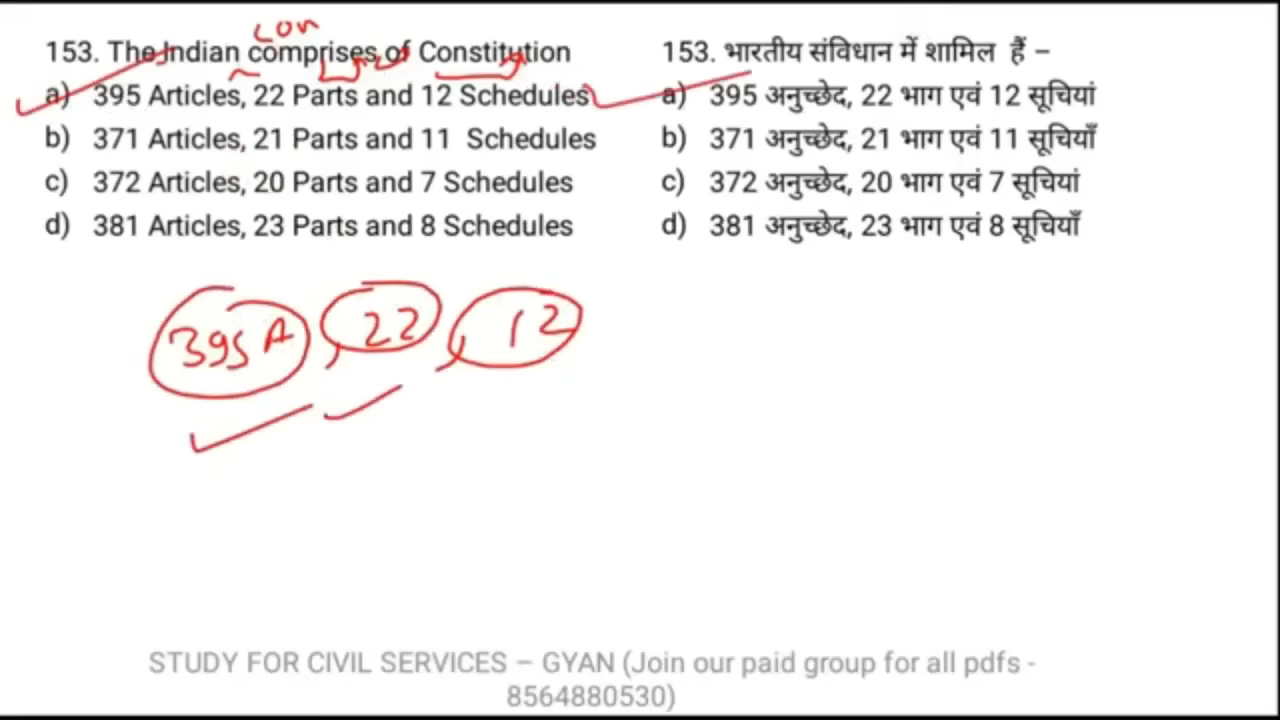 con
153. The Indian comprises of Constitution
a) 395 Articles, 22 Parts and 12 Schedules
b) 371 Articles, 21 Parts and 11 Schedules
c) 372 Articles, 20 Parts and 7 Schedules
d) 381 Articles, 23 Parts and 8 Schedules
153. भारतीय संविधान में शामिल हैं –
a) 395 अनुच्छेद, 22 भाग एवं 12 सूचियां
b) 371 अनुच्छेद, 21 भाग एवं 11 सूचियाँ
c) 372 अनुच्छेद, 20 भाग एवं 7 सूचियां
d) 381 अनुच्छेद, 23 भाग एवं 8 सूचियाँ
395 A, 22, 12
STUDY FOR CIVIL SERVICES – GYAN (Join our paid group for all pdfs -
8564880530)